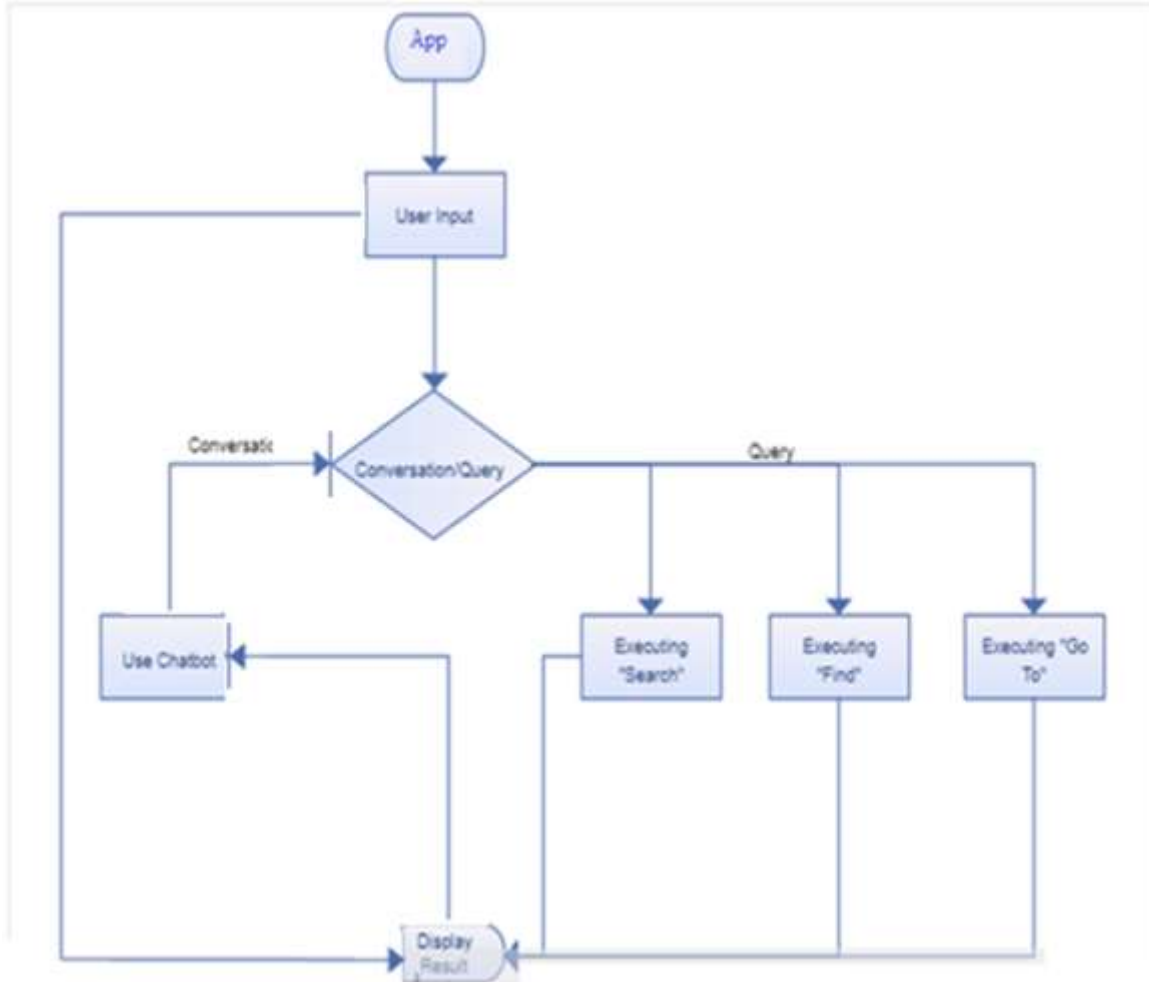 App
User Input
Conversatic
Query
Conversation/Query
Use Chatbot
Executing
"Search"
Executing
"Find"
Executing "Go
To"
Display
Result